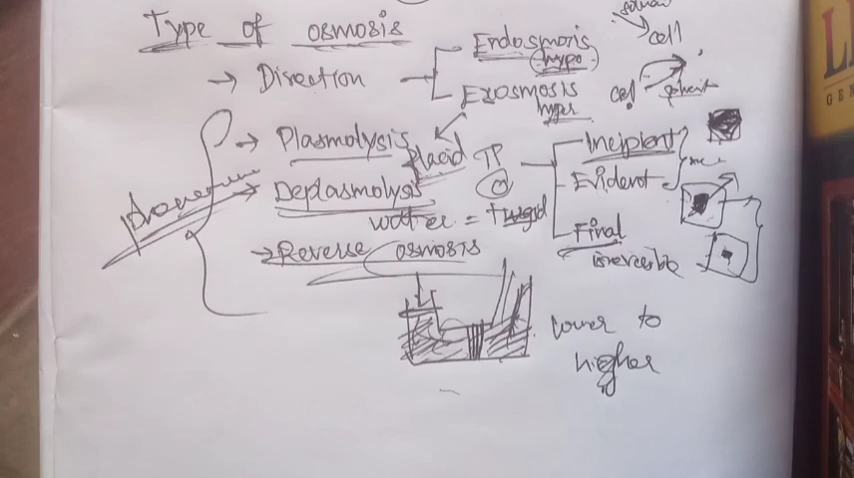 Type of osmosis
→ Direction
Endosmosis
hypo
cell
Exosmosis
hyper
cell
→ Plasmolysis
flacid TP
O
Incipient
→ Deplasmolysis
Evident
water = turgid
Final
irreversible
→ Reverse osmosis
lower to
higher